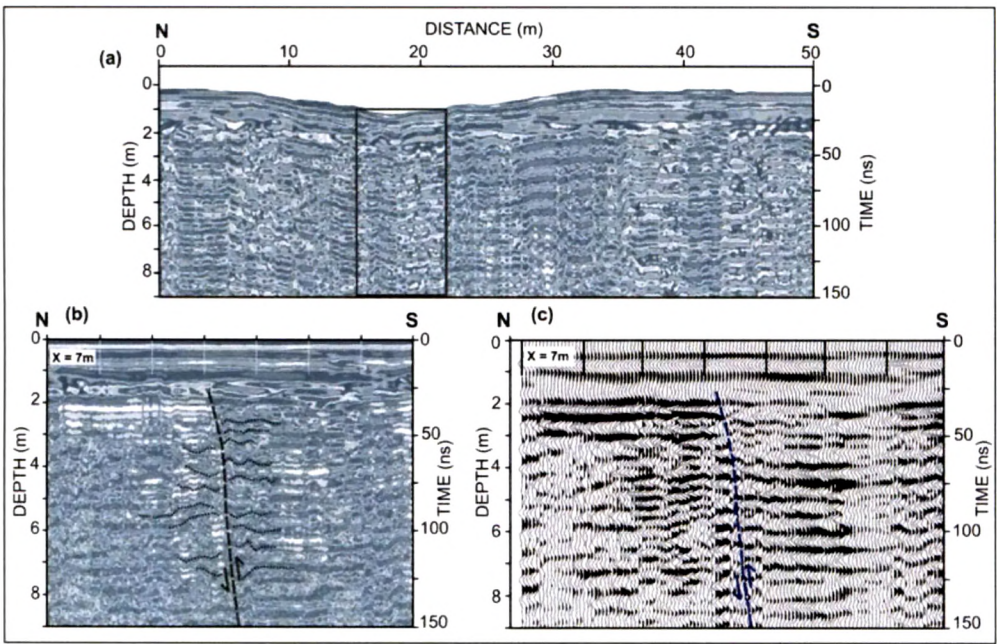 DISTANCE (m)
N S
(a) 0 10 20 30 40 50
0 0
2
50
4
100
6
8
150
DEPTH (m)
TIME (ns)
N (b) S
0 0
X = 7m
2
50
4
6
100
8
150
DEPTH (m)
TIME (ns)
N (c) S
0 0
X = 7m
2
50
4
6
100
8
150
DEPTH (m)
TIME (ns)